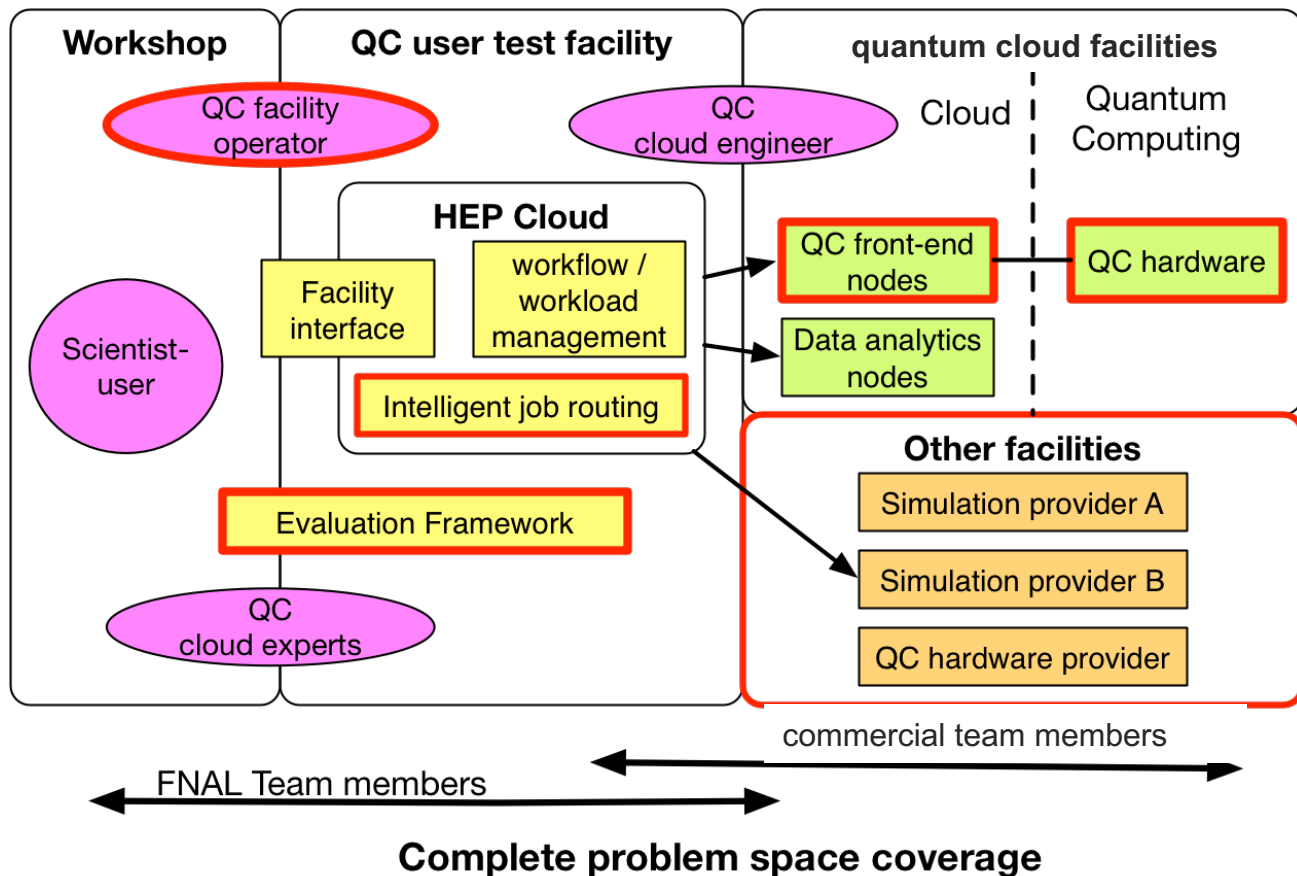 Workshop
QC user test facility
quantum cloud facilities
QC facility
operator
QC
cloud engineer
Cloud
Quantum
Computing
HEP Cloud
Facility
interface
workflow /
workload
management
QC front-end
nodes
QC hardware
Scientist-
user
Data analytics
nodes
Intelligent job routing
Other facilities
Simulation provider A
Evaluation Framework
Simulation provider B
QC
cloud experts
QC hardware provider
commercial team members
FNAL Team members
Complete problem space coverage